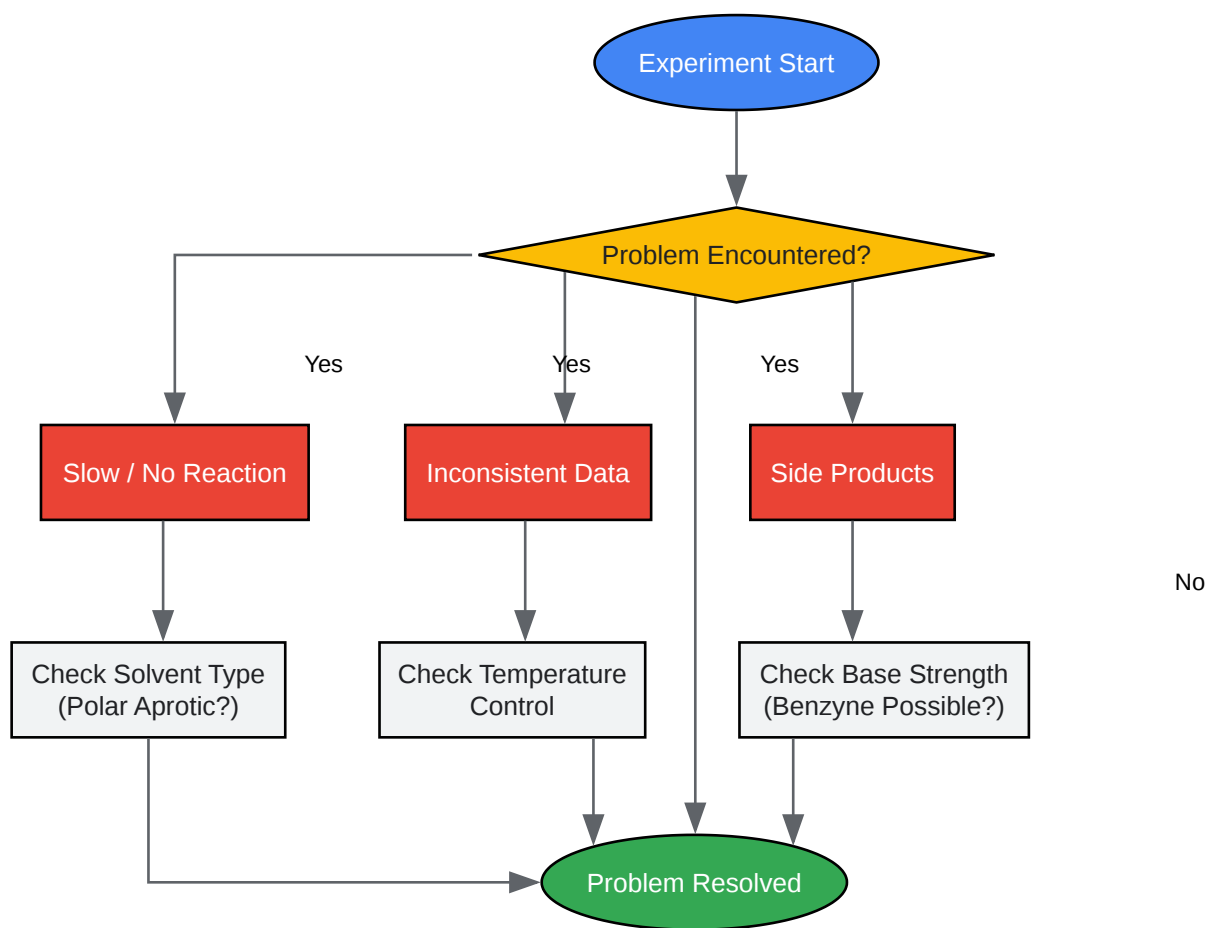 Experiment Start
Problem Encountered?
Yes
Yes
Yes
Slow / No Reaction
Inconsistent Data
Side Products
No
Check Solvent Type
(Polar Aprotic?)
Check Temperature
Control
Check Base Strength
(Benzyne Possible?)
Problem Resolved